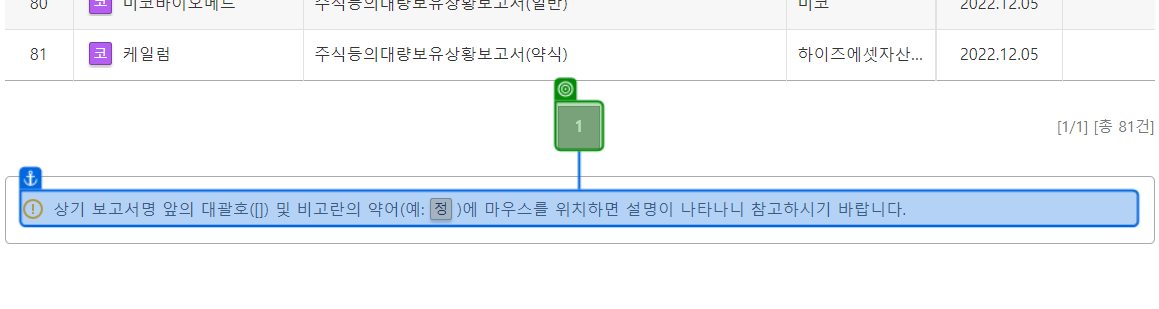 80 코 미코바이오메드 주식등의대량보유상황보고서(일반) 미코 2022.12.05
81 코 케일럼 주식등의대량보유상황보고서(약식) 하이즈에셋자산... 2022.12.05
1
[1/1] [총 81건]
상기 보고서명 앞의 대괄호([]) 및 비고란의 약어(예: 정 )에 마우스를 위치하면 설명이 나타나니 참고하시기 바랍니다.